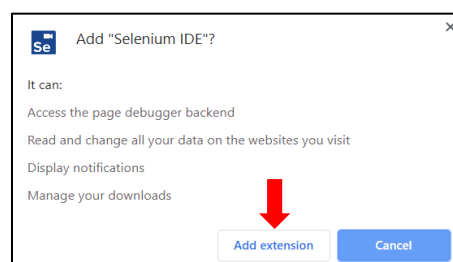 Se
Add "Selenium IDE"?
It can:
Access the page debugger backend
Read and change all your data on the websites you visit
Display notifications
Manage your downloads
Add extension
Cancel